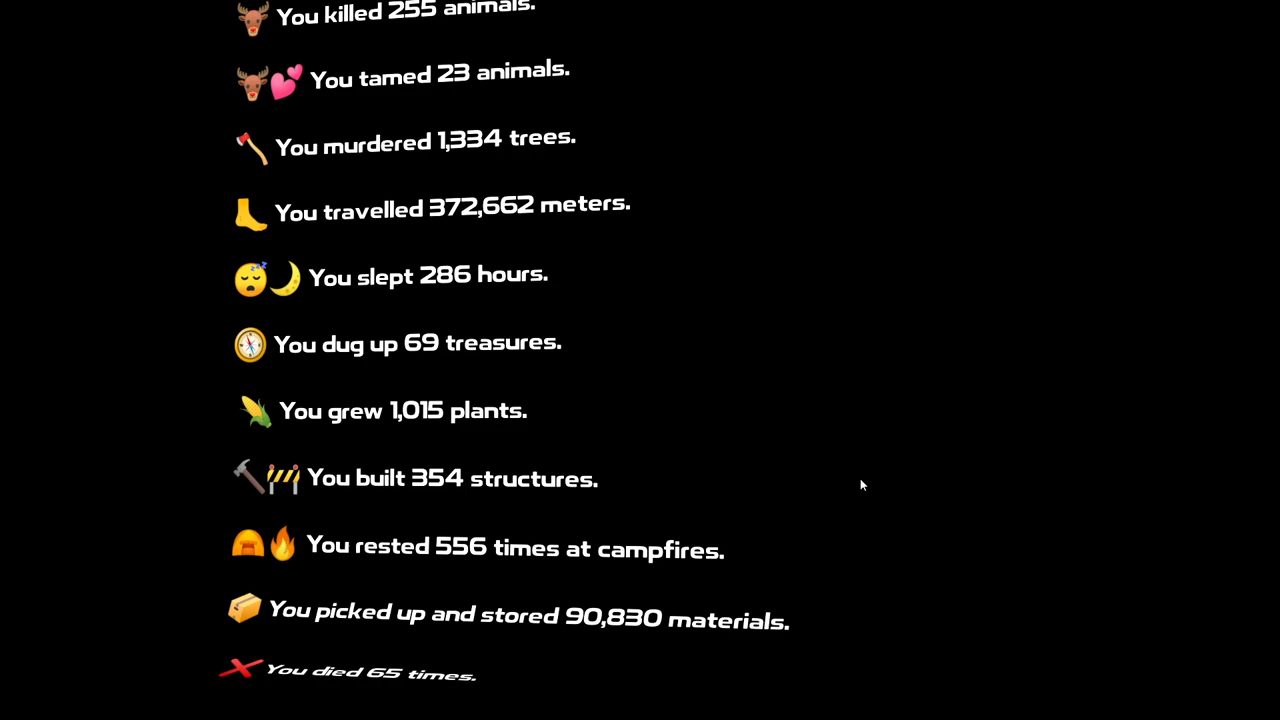 You killed 255 animals.
You tamed 23 animals.
You murdered 1,334 trees.
You travelled 372,662 meters.
You slept 286 hours.
You dug up 69 treasures.
You grew 1,015 plants.
You built 354 structures.
You rested 556 times at campfires.
You picked up and stored 90,830 materials.
You died 65 times.